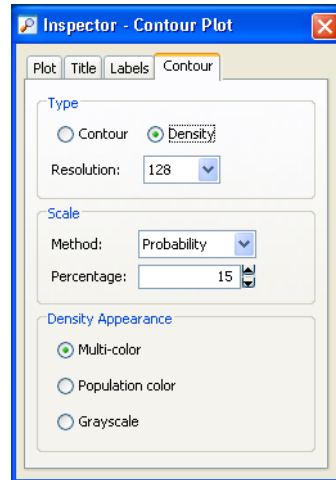 Inspector - Contour Plot
Plot Title Labels Contour
Type
Contour Density
Resolution: 128
Scale
Method: Probability
Percentage: 15
Density Appearance
Multi-color
Population color
Grayscale